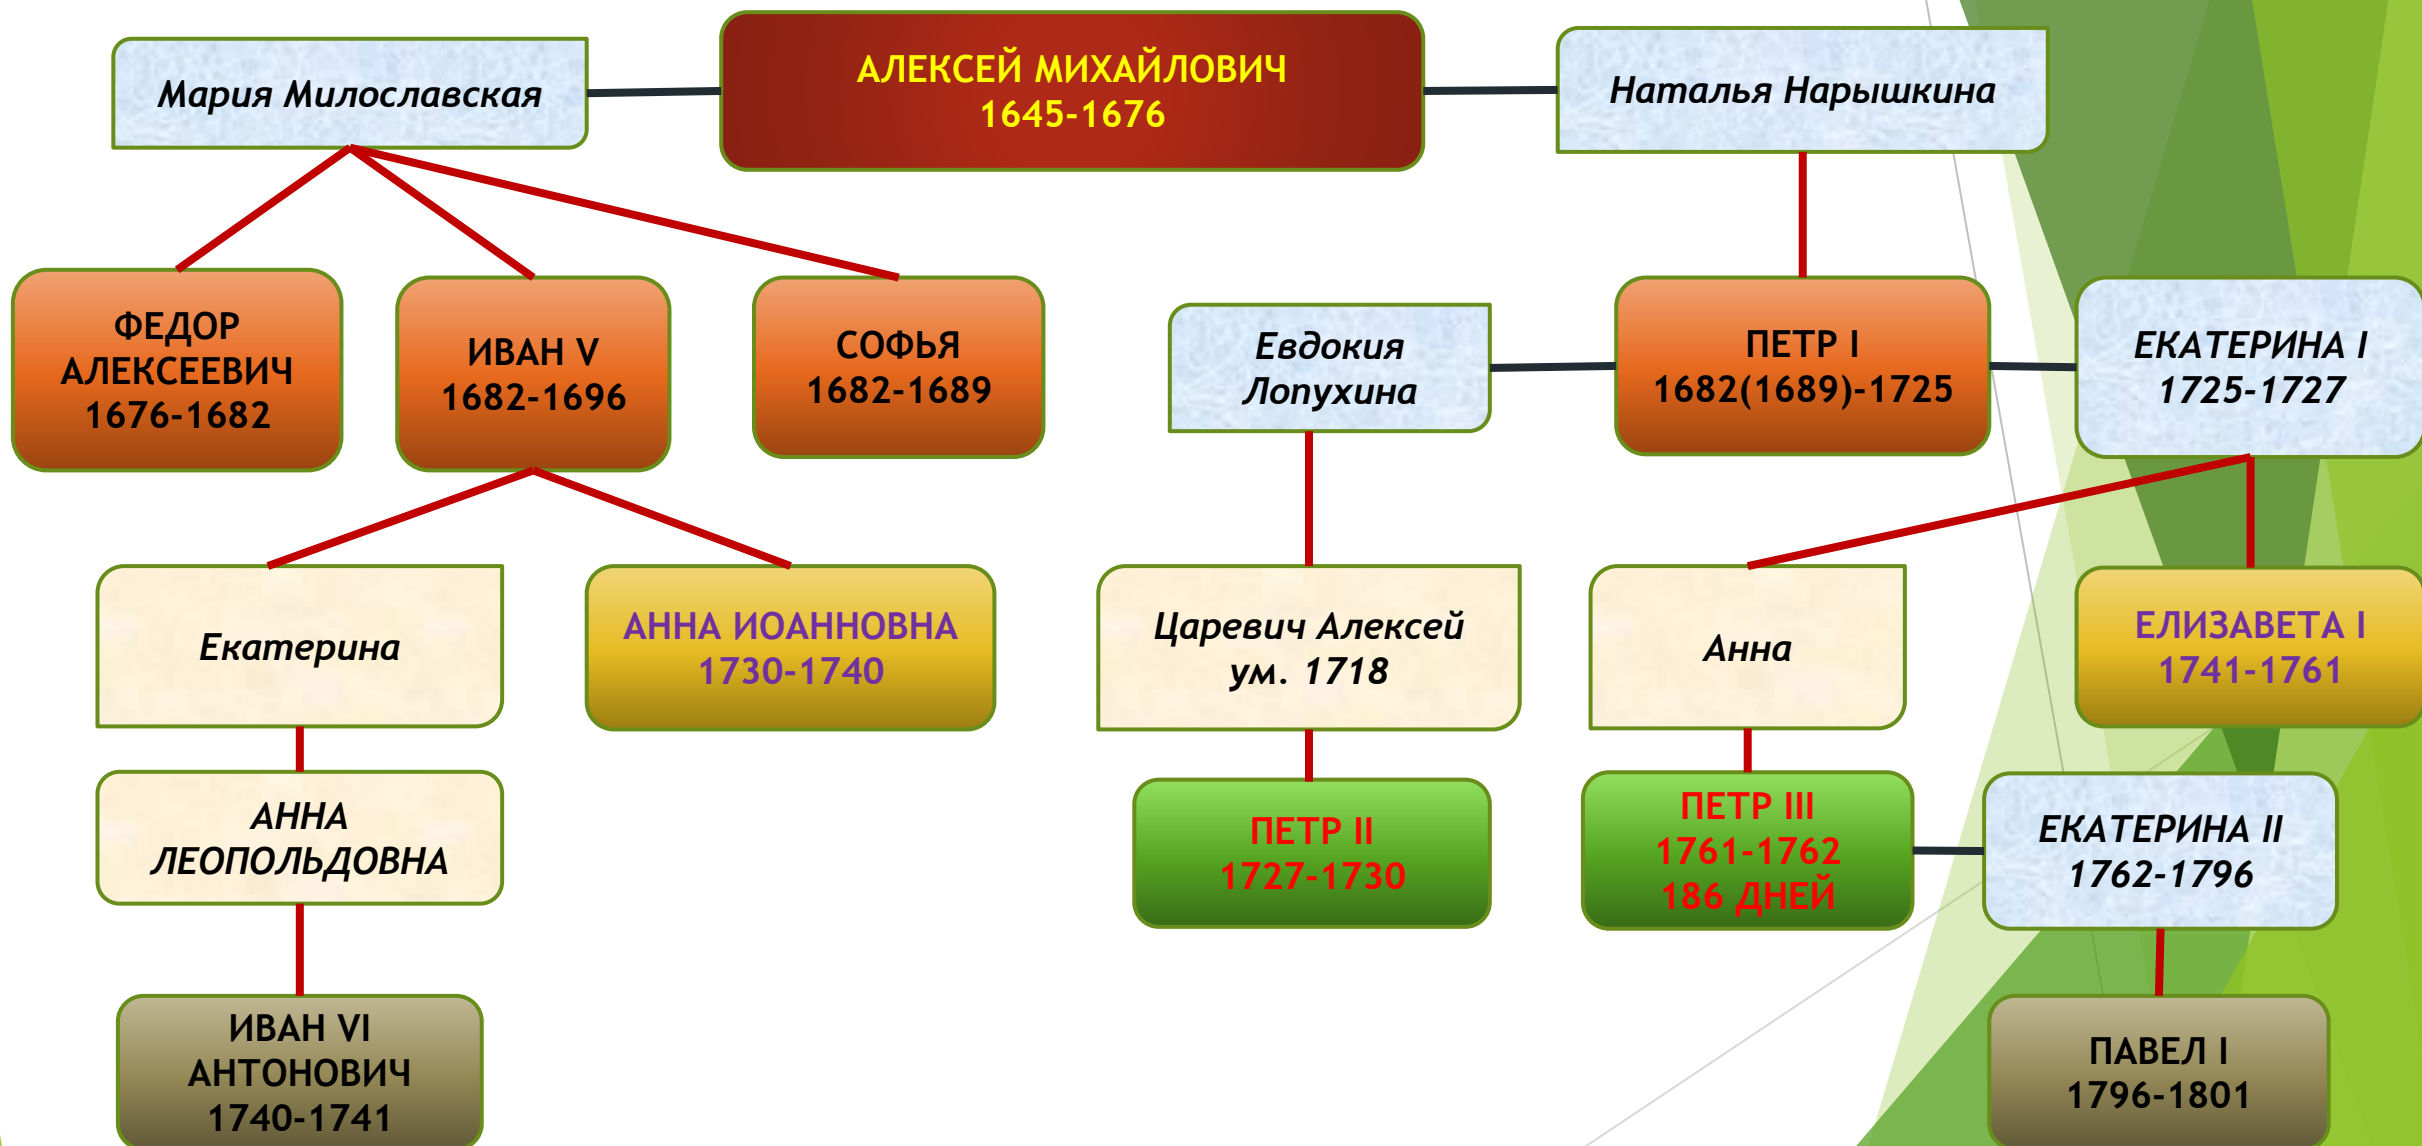 Мария Милославская
АЛЕКСЕЙ МИХАЙЛОВИЧ
1645-1676
Наталья Нарышкина
ФЕДОР
АЛЕКСЕЕВИЧ
1676-1682
ИВАН V
1682-1696
СОФЬЯ
1682-1689
Евдокия
Лопухина
ПЕТР I
1682(1689)-1725
ЕКАТЕРИНА I
1725-1727
Екатерина
АННА ИОАННОВНА
1730-1740
Царевич Алексей
ум. 1718
Анна
ЕЛИЗАВЕТА I
1741-1761
АННА
ЛЕОПОЛЬДОВНА
ПЕТР II
1727-1730
ПЕТР III
1761-1762
186 ДНЕЙ
ЕКАТЕРИНА II
1762-1796
ИВАН VI
АНТОНОВИЧ
1740-1741
ПАВЕЛ I
1796-1801